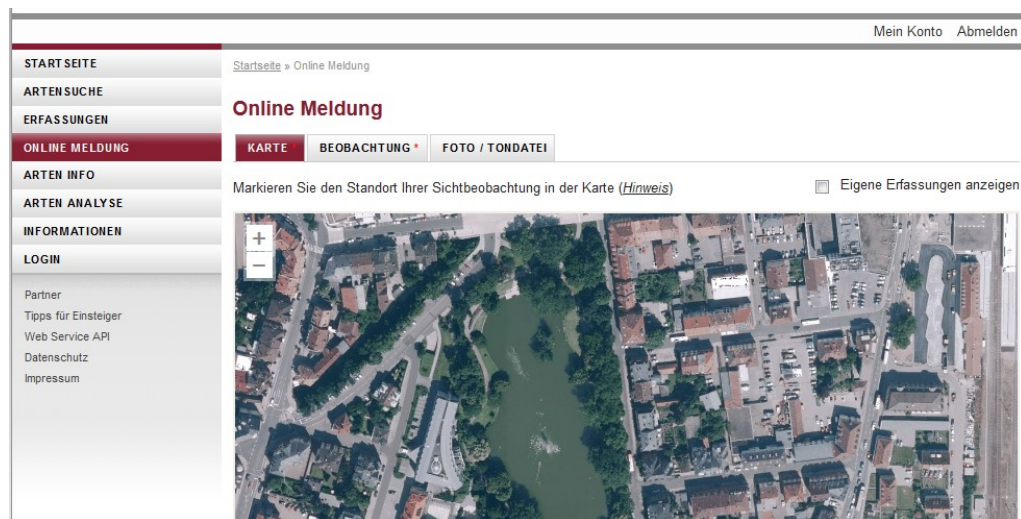 Mein Konto Abmelden
STARTSEITE
ARTENSUCHE
ERFASSUNGEN
ONLINE MELDUNG
ARTEN INFO
ARTEN ANALYSE
INFORMATIONEN
LOGIN
Partner
Tipps für Einsteiger
Web Service API
Datenschutz
Impressum
Startseite » Online Meldung
Online Meldung
KARTE * BEOBACHTUNG * FOTO / TONDATEI
Markieren Sie den Standort Ihrer Sichtbeobachtung in der Karte (Hinweis) Eigene Erfassungen anzeigen
+
−